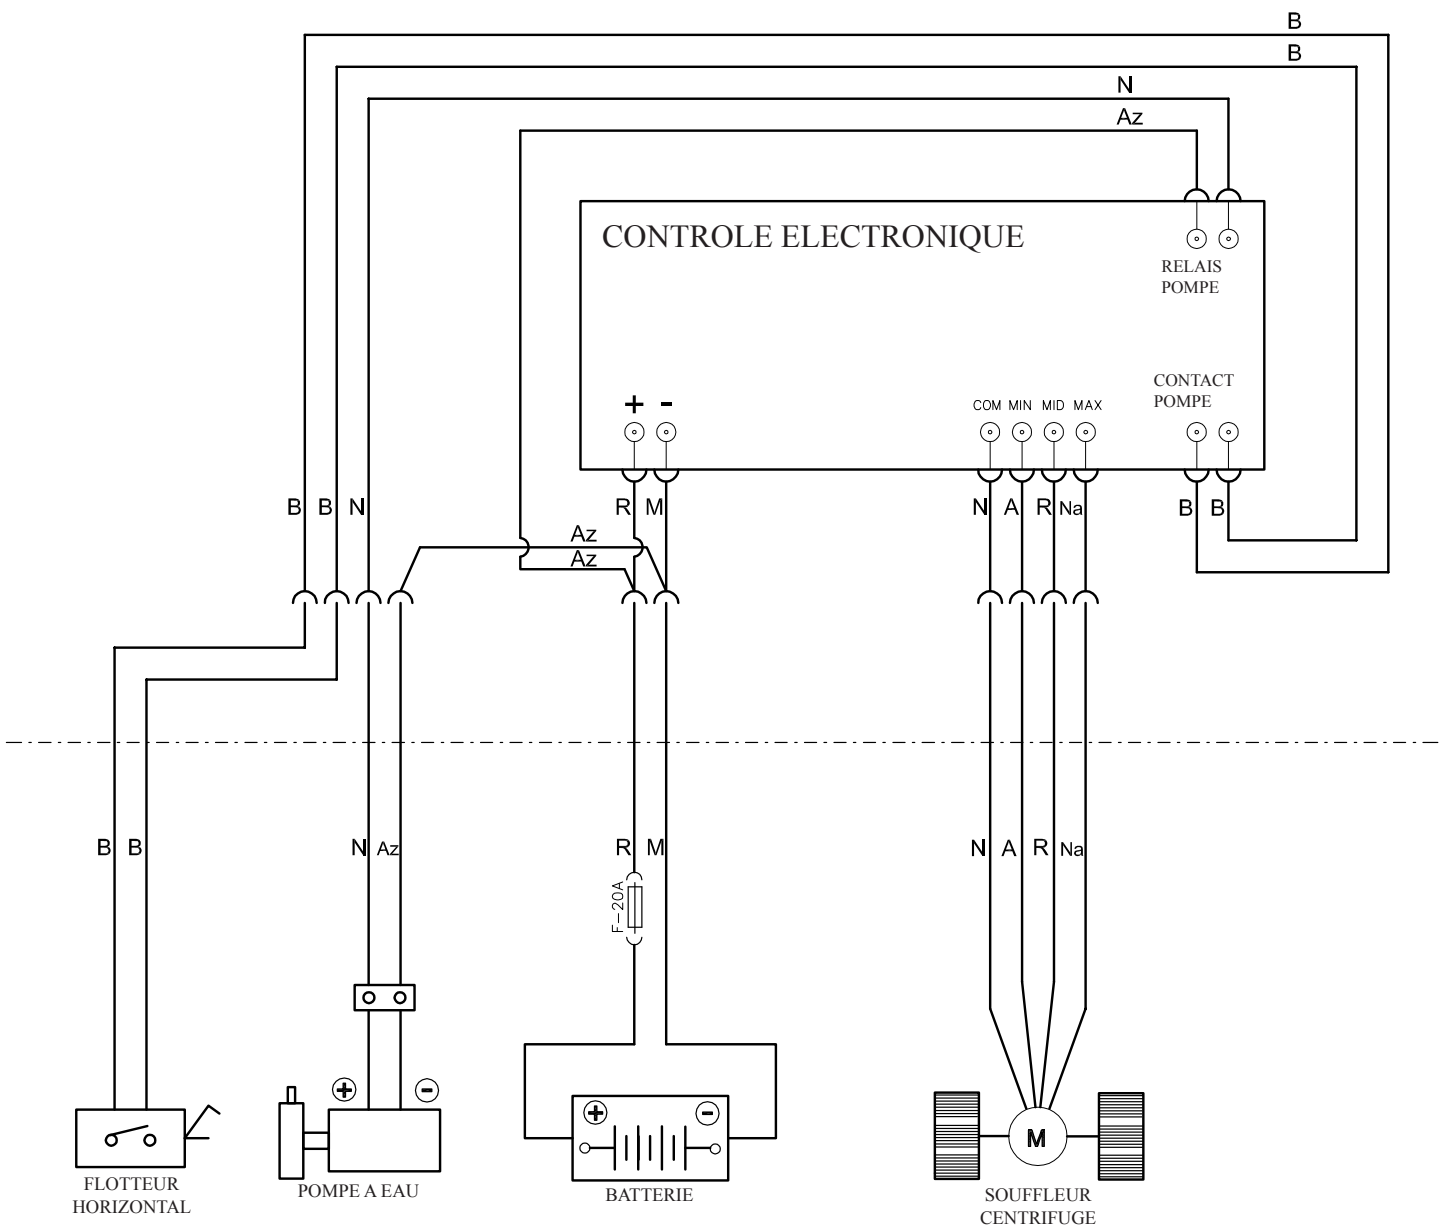 B
B
N
Az
CONTROLE ELECTRONIQUE
RELAIS
POMPE
CONTACT
POMPE
+ -
COM MIN MID MAX
B B N R M N A R Na B B
Az
Az
B B N Az R M N A R Na
F-20A
+ -
+ -
M
FLOTTEUR
HORIZONTAL
POMPE A EAU
BATTERIE
SOUFFLEUR
CENTRIFUGE